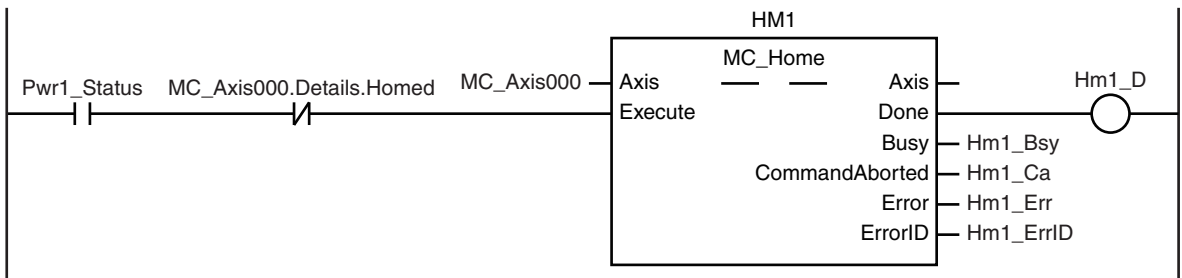 HM1
MC_Home
Pwr1_Status MC_Axis000.Details.Homed MC_Axis000 Axis Axis Hm1_D
Execute Done
Busy Hm1_Bsy
CommandAborted Hm1_Ca
Error Hm1_Err
ErrorID Hm1_ErrID